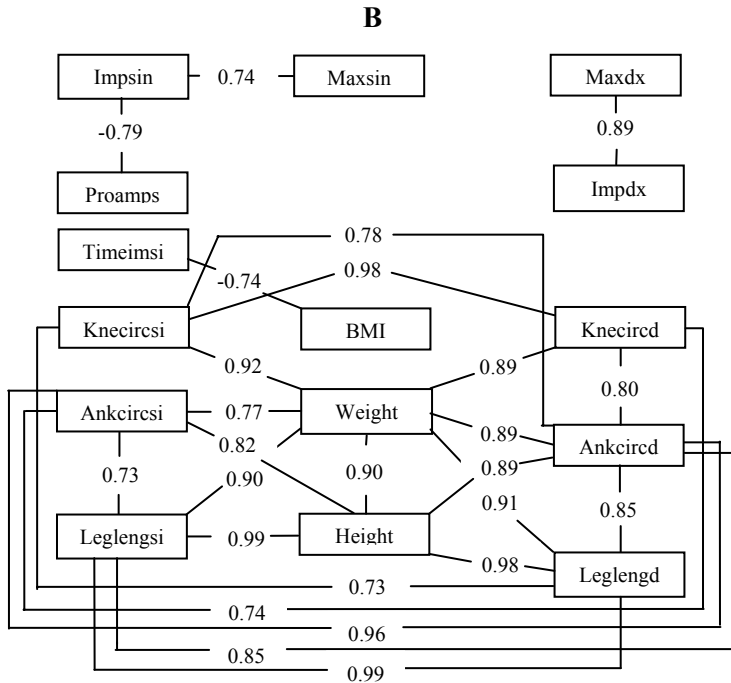 B
Impsin 0.74 Maxsin Maxdx
-0.79 0.89
Proamps Impdx
Timeimsi 0.78
-0.74 0.98
Knecircsi BMI Knecircd
0.92 0.89 0.80
Ankcircsi 0.77 Weight 0.89 Ankcircd
0.82
0.73 0.90 0.90 0.89 0.91 0.85
Leglengsi 0.99 Height 0.98 Leglengd
0.73
0.74
0.96
0.85
0.99